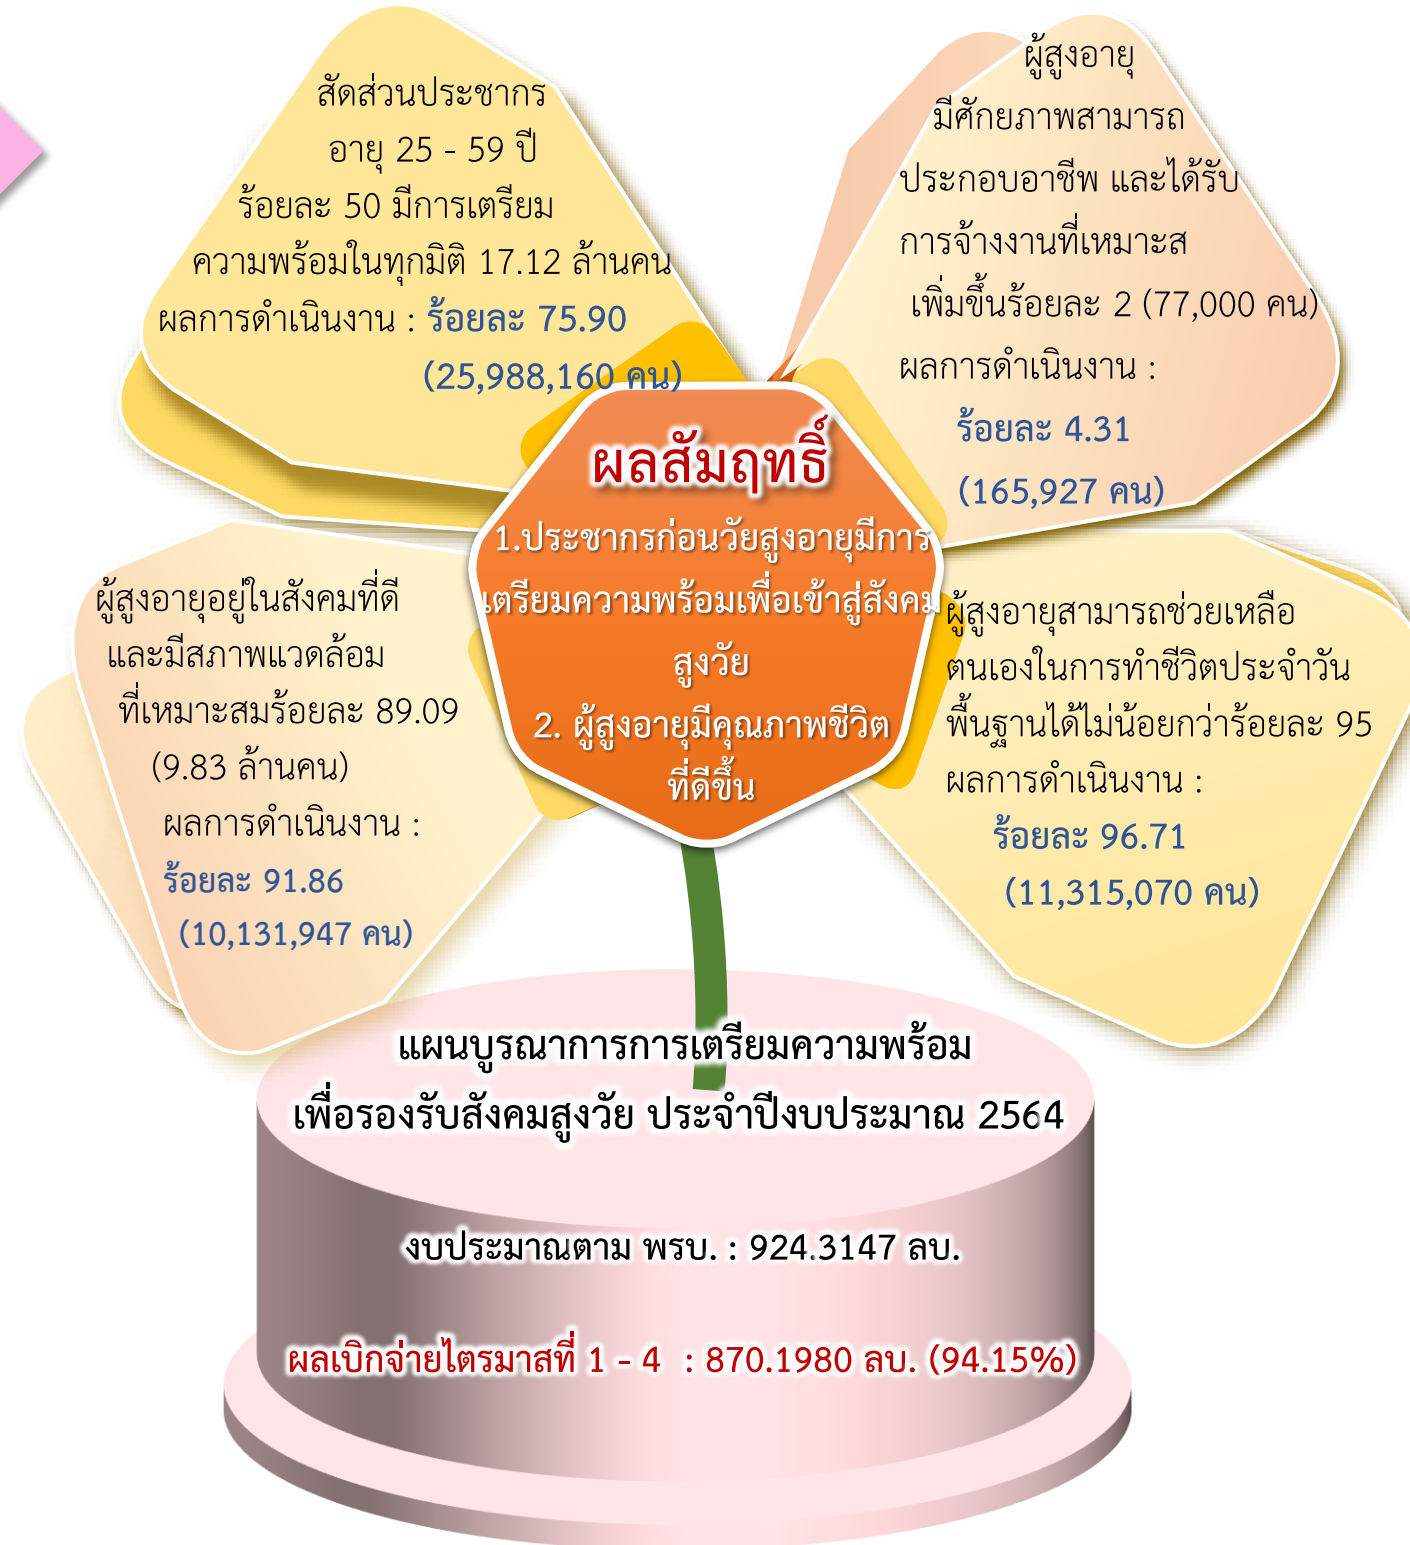 สัดส่วนประชากร
อายุ 25 - 59 ปี
ร้อยละ 50 มีการเตรียม
ความพร้อมในทุกมิติ 17.12 ล้านคน
ผลการดำเนินงาน : ร้อยละ 75.90
(25,988,160 คน)
ผู้สูงอายุ
มีศักยภาพสามารถ
ประกอบอาชีพ และได้รับ
การจ้างงานที่เหมาะส
เพิ่มขึ้นร้อยละ 2 (77,000 คน)
ผลการดำเนินงาน :
ร้อยละ 4.31
(165,927 คน)
ผลสัมฤทธิ์
1.ประชากรก่อนวัยสูงอายุมีการ
เตรียมความพร้อมเพื่อเข้าสู่สังคม
สูงวัย
2. ผู้สูงอายุมีคุณภาพชีวิต
ที่ดีขึ้น
ผู้สูงอายุอยู่ในสังคมที่ดี
และมีสภาพแวดล้อม
ที่เหมาะสมร้อยละ 89.09
(9.83 ล้านคน)
ผลการดำเนินงาน :
ร้อยละ 91.86
(10,131,947 คน)
ผู้สูงอายุสามารถช่วยเหลือ
ตนเองในการทำชีวิตประจำวัน
พื้นฐานได้ไม่น้อยกว่าร้อยละ 95
ผลการดำเนินงาน :
ร้อยละ 96.71
(11,315,070 คน)
แผนบูรณาการการเตรียมความพร้อม
เพื่อรองรับสังคมสูงวัย ประจำปีงบประมาณ 2564
งบประมาณตาม พรบ. : 924.3147 ลบ.
ผลเบิกจ่ายไตรมาสที่ 1 - 4 : 870.1980 ลบ. (94.15%)